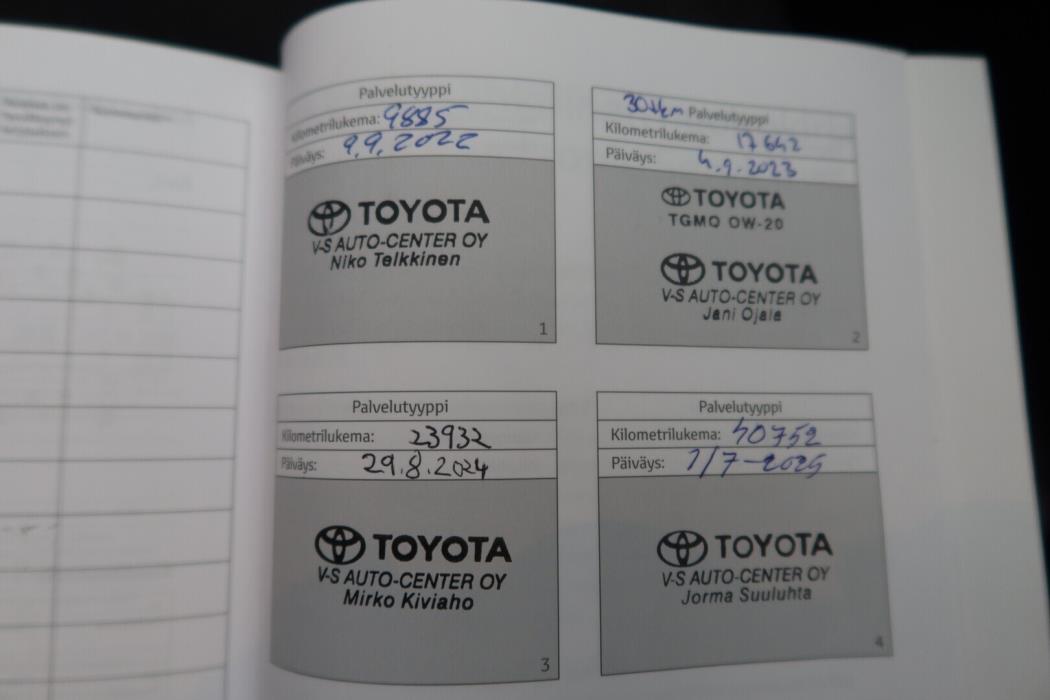 Palvelutyyppi
Kilometrilukema: 9885
Päiväys: 9.9.2022
TOYOTA
V-S AUTO-CENTER OY
Niko Telkkinen
1
30tkm Palvelutyyppi
Kilometrilukema: 17642
Päiväys: 4.9.2023
TOYOTA
TGMO OW-20
TOYOTA
V-S AUTO-CENTER OY
Jani Ojala
2
Palvelutyyppi
Kilometrilukema: 23932
Päiväys: 29.8.2024
TOYOTA
V-S AUTO-CENTER OY
Mirko Kiviaho
3
Palvelutyyppi
Kilometrilukema: 40752
Päiväys: 1/7-2025
TOYOTA
V-S AUTO-CENTER OY
Jorma Suuluhta
4